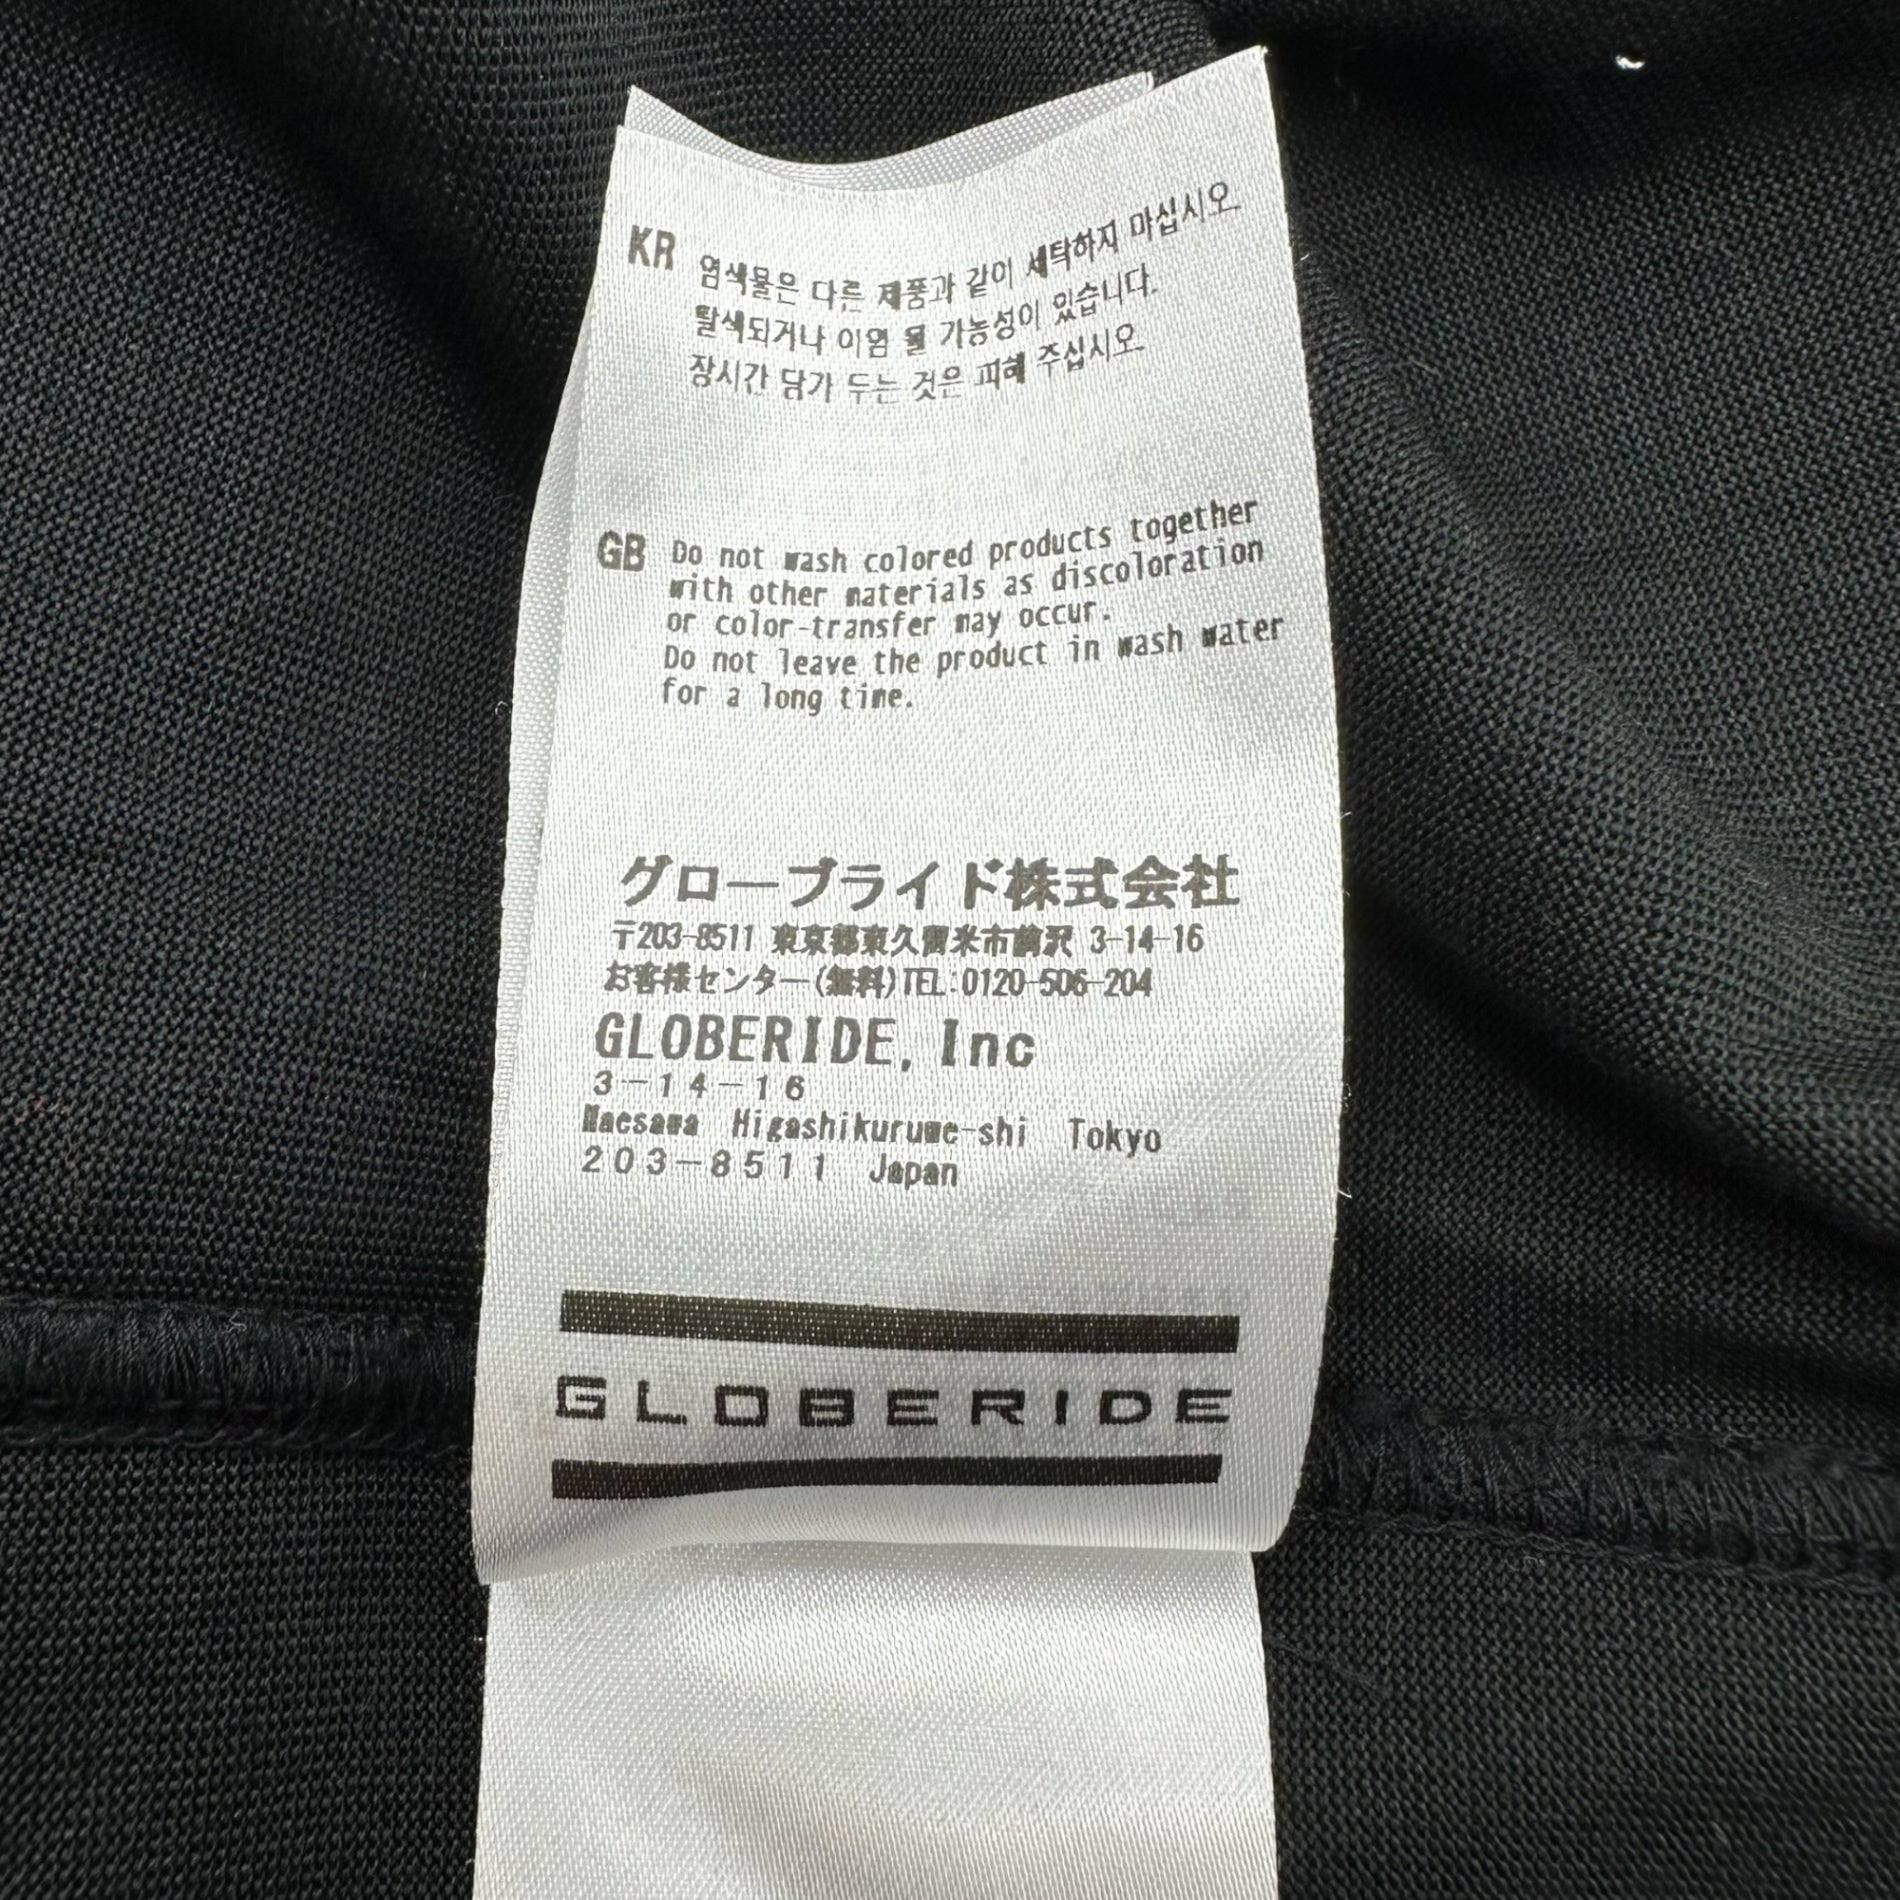 KR 염색물은 다른 제품과 같이 세탁하지 마십시오
탈색되거나 이염 될 가능성이 있습니다.
장시간 담가 두는 것은 피해 주십시오
GB Do not wash colored products together
with other materials as discoloration
or color-transfer may occur.
Do not leave the product in wash water
for a long time.
グローブライド株式会社
〒203-8511 東京都東久留米市前沢 3-14-16
お客様センター(無料)TEL:0120-506-204
GLOBERIDE, Inc
3-14-16
Maesawa Higashikurume-shi Tokyo
203-8511 Japan
GLOBERIDE